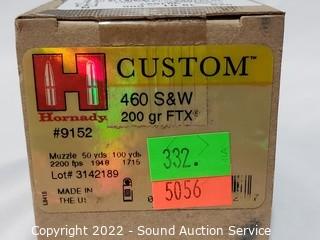 H
Hornady
CUSTOM™
460 S&W
200 gr FTX®
#9152
Muzzle 50 yds 100 yds
2200 fps 1948 1715
Lot# 3142189
MADE IN
THE US
332.
5056
Copyright 2022 - Sound Auction Service